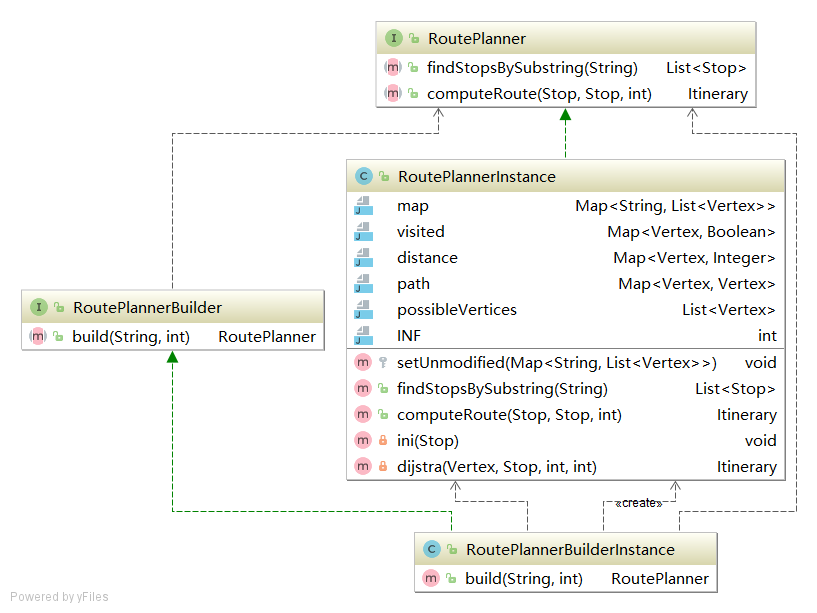 RoutePlanner
findStopsBySubstring(String) List<Stop>
computeRoute(Stop, Stop, int) Itinerary
RoutePlannerInstance
map Map<String, List<Vertex>>
visited Map<Vertex, Boolean>
distance Map<Vertex, Integer>
path Map<Vertex, Vertex>
possibleVertices List<Vertex>
INF int
setUnmodified(Map<String, List<Vertex>>) void
findStopsBySubstring(String) List<Stop>
computeRoute(Stop, Stop, int) Itinerary
ini(Stop) void
dijstra(Vertex, Stop, int, int) Itinerary
RoutePlannerBuilder
build(String, int) RoutePlanner
«create»
RoutePlannerBuilderInstance
build(String, int) RoutePlanner
Powered by yFiles